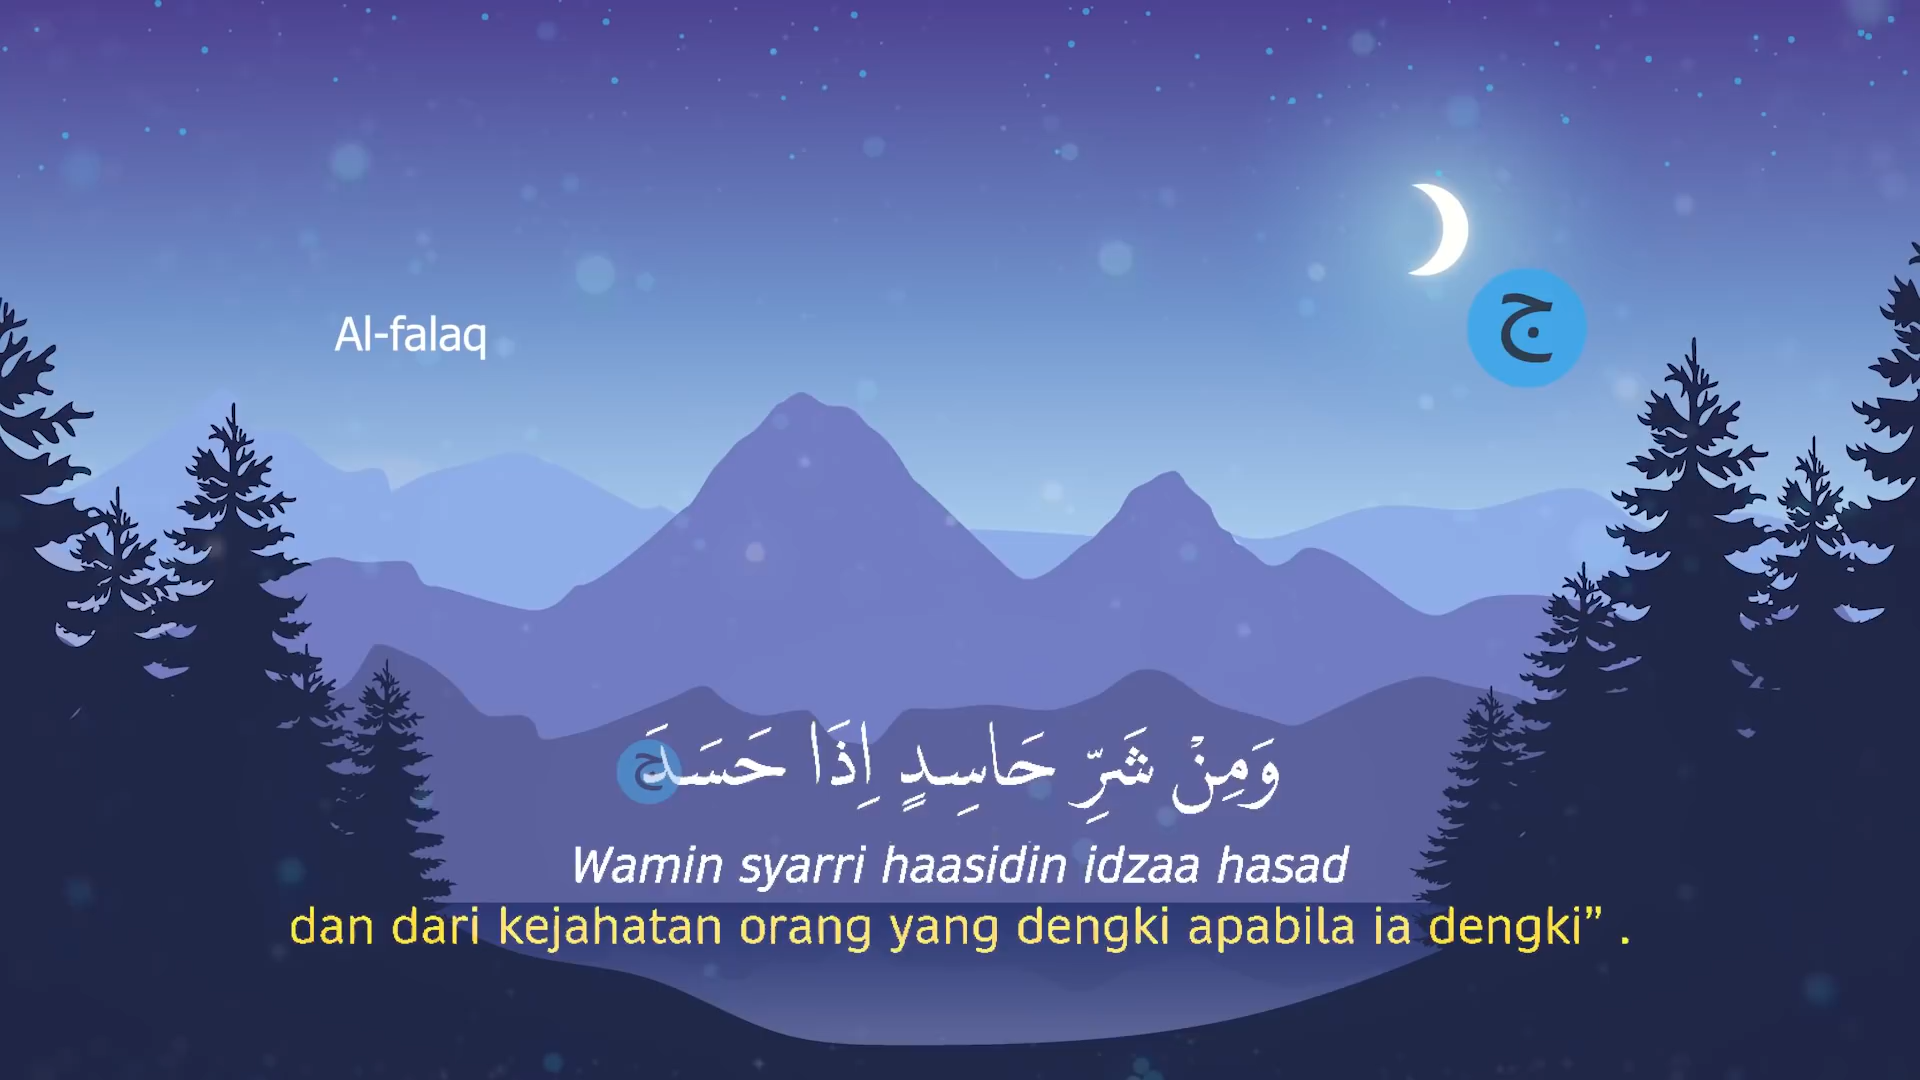 Al-falaq
ج
وَمِنْ شَرِّ حَاسِدٍ اِذَا حَسَدَ ج
Wamin syarri haasidin idzaa hasad
dan dari kejahatan orang yang dengki apabila ia dengki” .